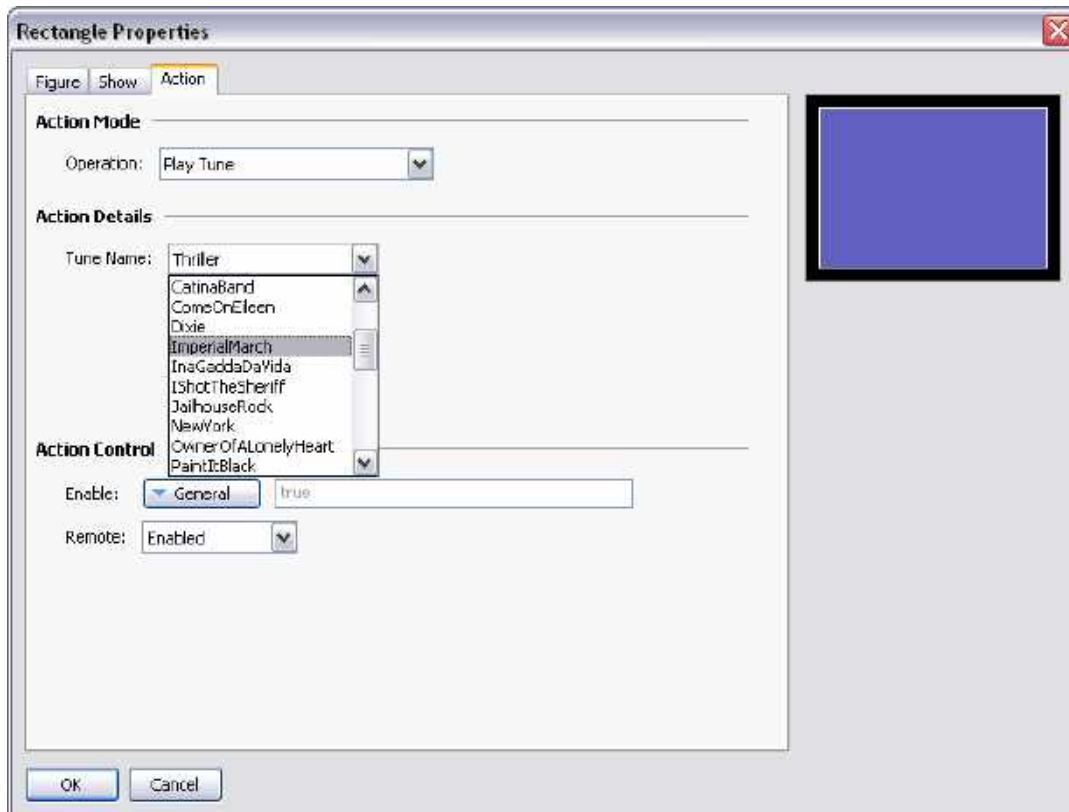 Rectangle Properties
Figure Show Action
Action Mode
Operation: Play Tune
Action Details
Tune Name: Thriller
CatinaBand
ComeOnEileen
Dixie
ImperialMarch
InaGaddaDaVida
IShotTheSheriff
JailhouseRock
NewYork
OwnerOfALonelyHeart
PaintItBlack
Action Control
Enable: General true
Remote: Enabled
OK Cancel